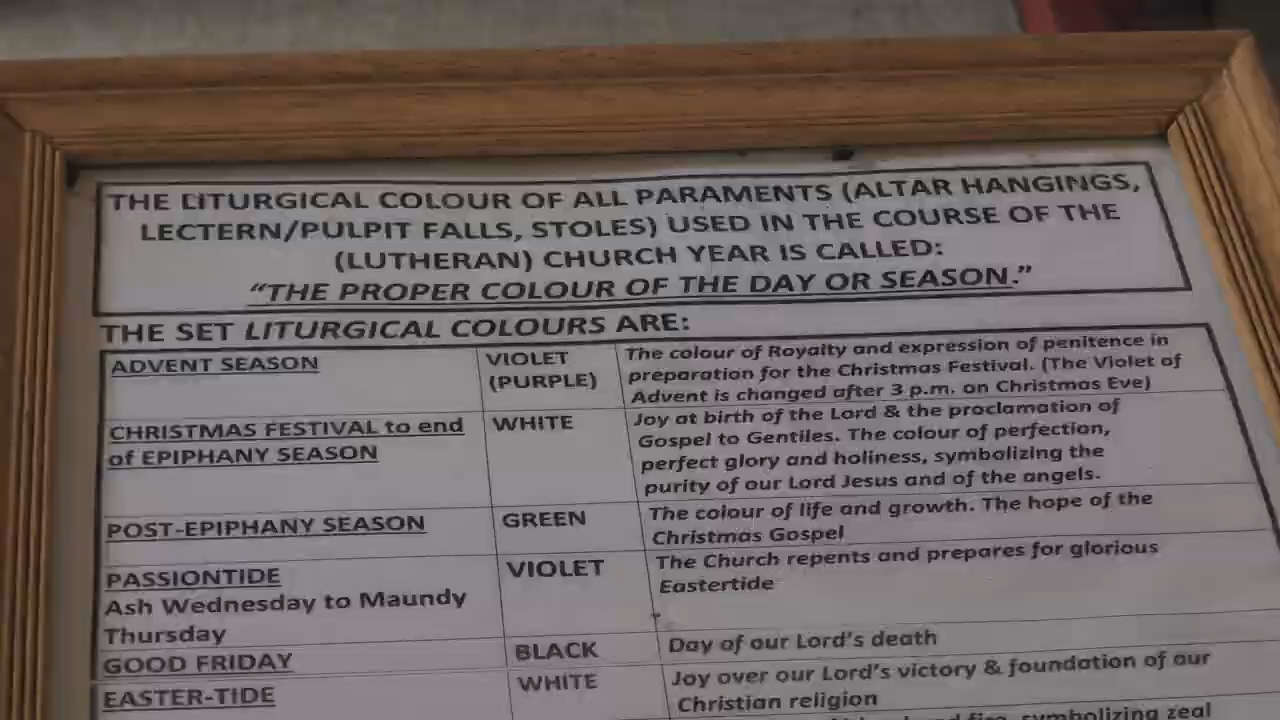 THE LITURGICAL COLOUR OF ALL PARAMENTS (ALTAR HANGINGS,
LECTERN/PULPIT FALLS, STOLES) USED IN THE COURSE OF THE
(LUTHERAN) CHURCH YEAR IS CALLED:
“THE PROPER COLOUR OF THE DAY OR SEASON.”
THE SET LITURGICAL COLOURS ARE:
ADVENT SEASON
VIOLET
(PURPLE)
The colour of Royalty and expression of penitence in
preparation for the Christmas Festival. (The Violet of
Advent is changed after 3 p.m. on Christmas Eve)
CHRISTMAS FESTIVAL to end
of EPIPHANY SEASON
WHITE
Joy at birth of the Lord & the proclamation of
Gospel to Gentiles. The colour of perfection,
perfect glory and holiness, symbolizing the
purity of our Lord Jesus and of the angels.
POST-EPIPHANY SEASON
GREEN
The colour of life and growth. The hope of the
Christmas Gospel
PASSIONTIDE
Ash Wednesday to Maundy
Thursday
VIOLET
The Church repents and prepares for glorious
Eastertide
GOOD FRIDAY
BLACK
Day of our Lord’s death
EASTER-TIDE
WHITE
Joy over our Lord’s victory & foundation of our
Christian religion
fire, symbolizing zeal